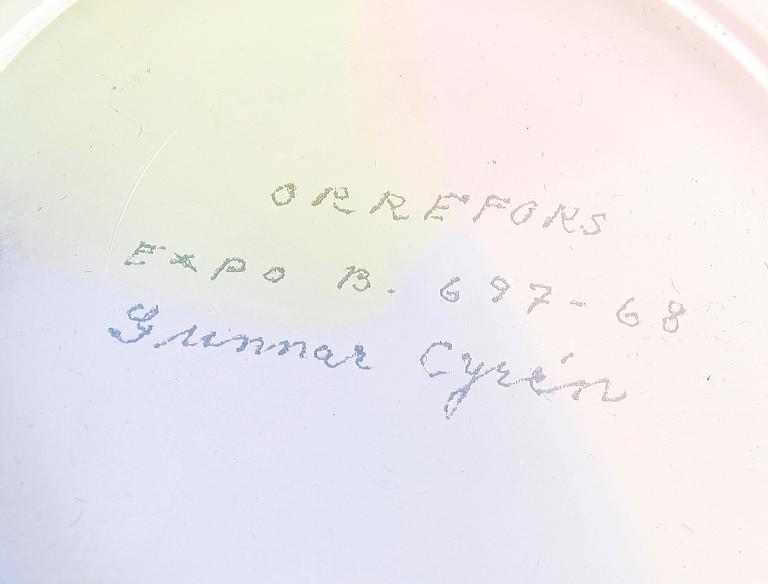 ORREFORS
EXPO B. 697-68
Gunnar Cyrén